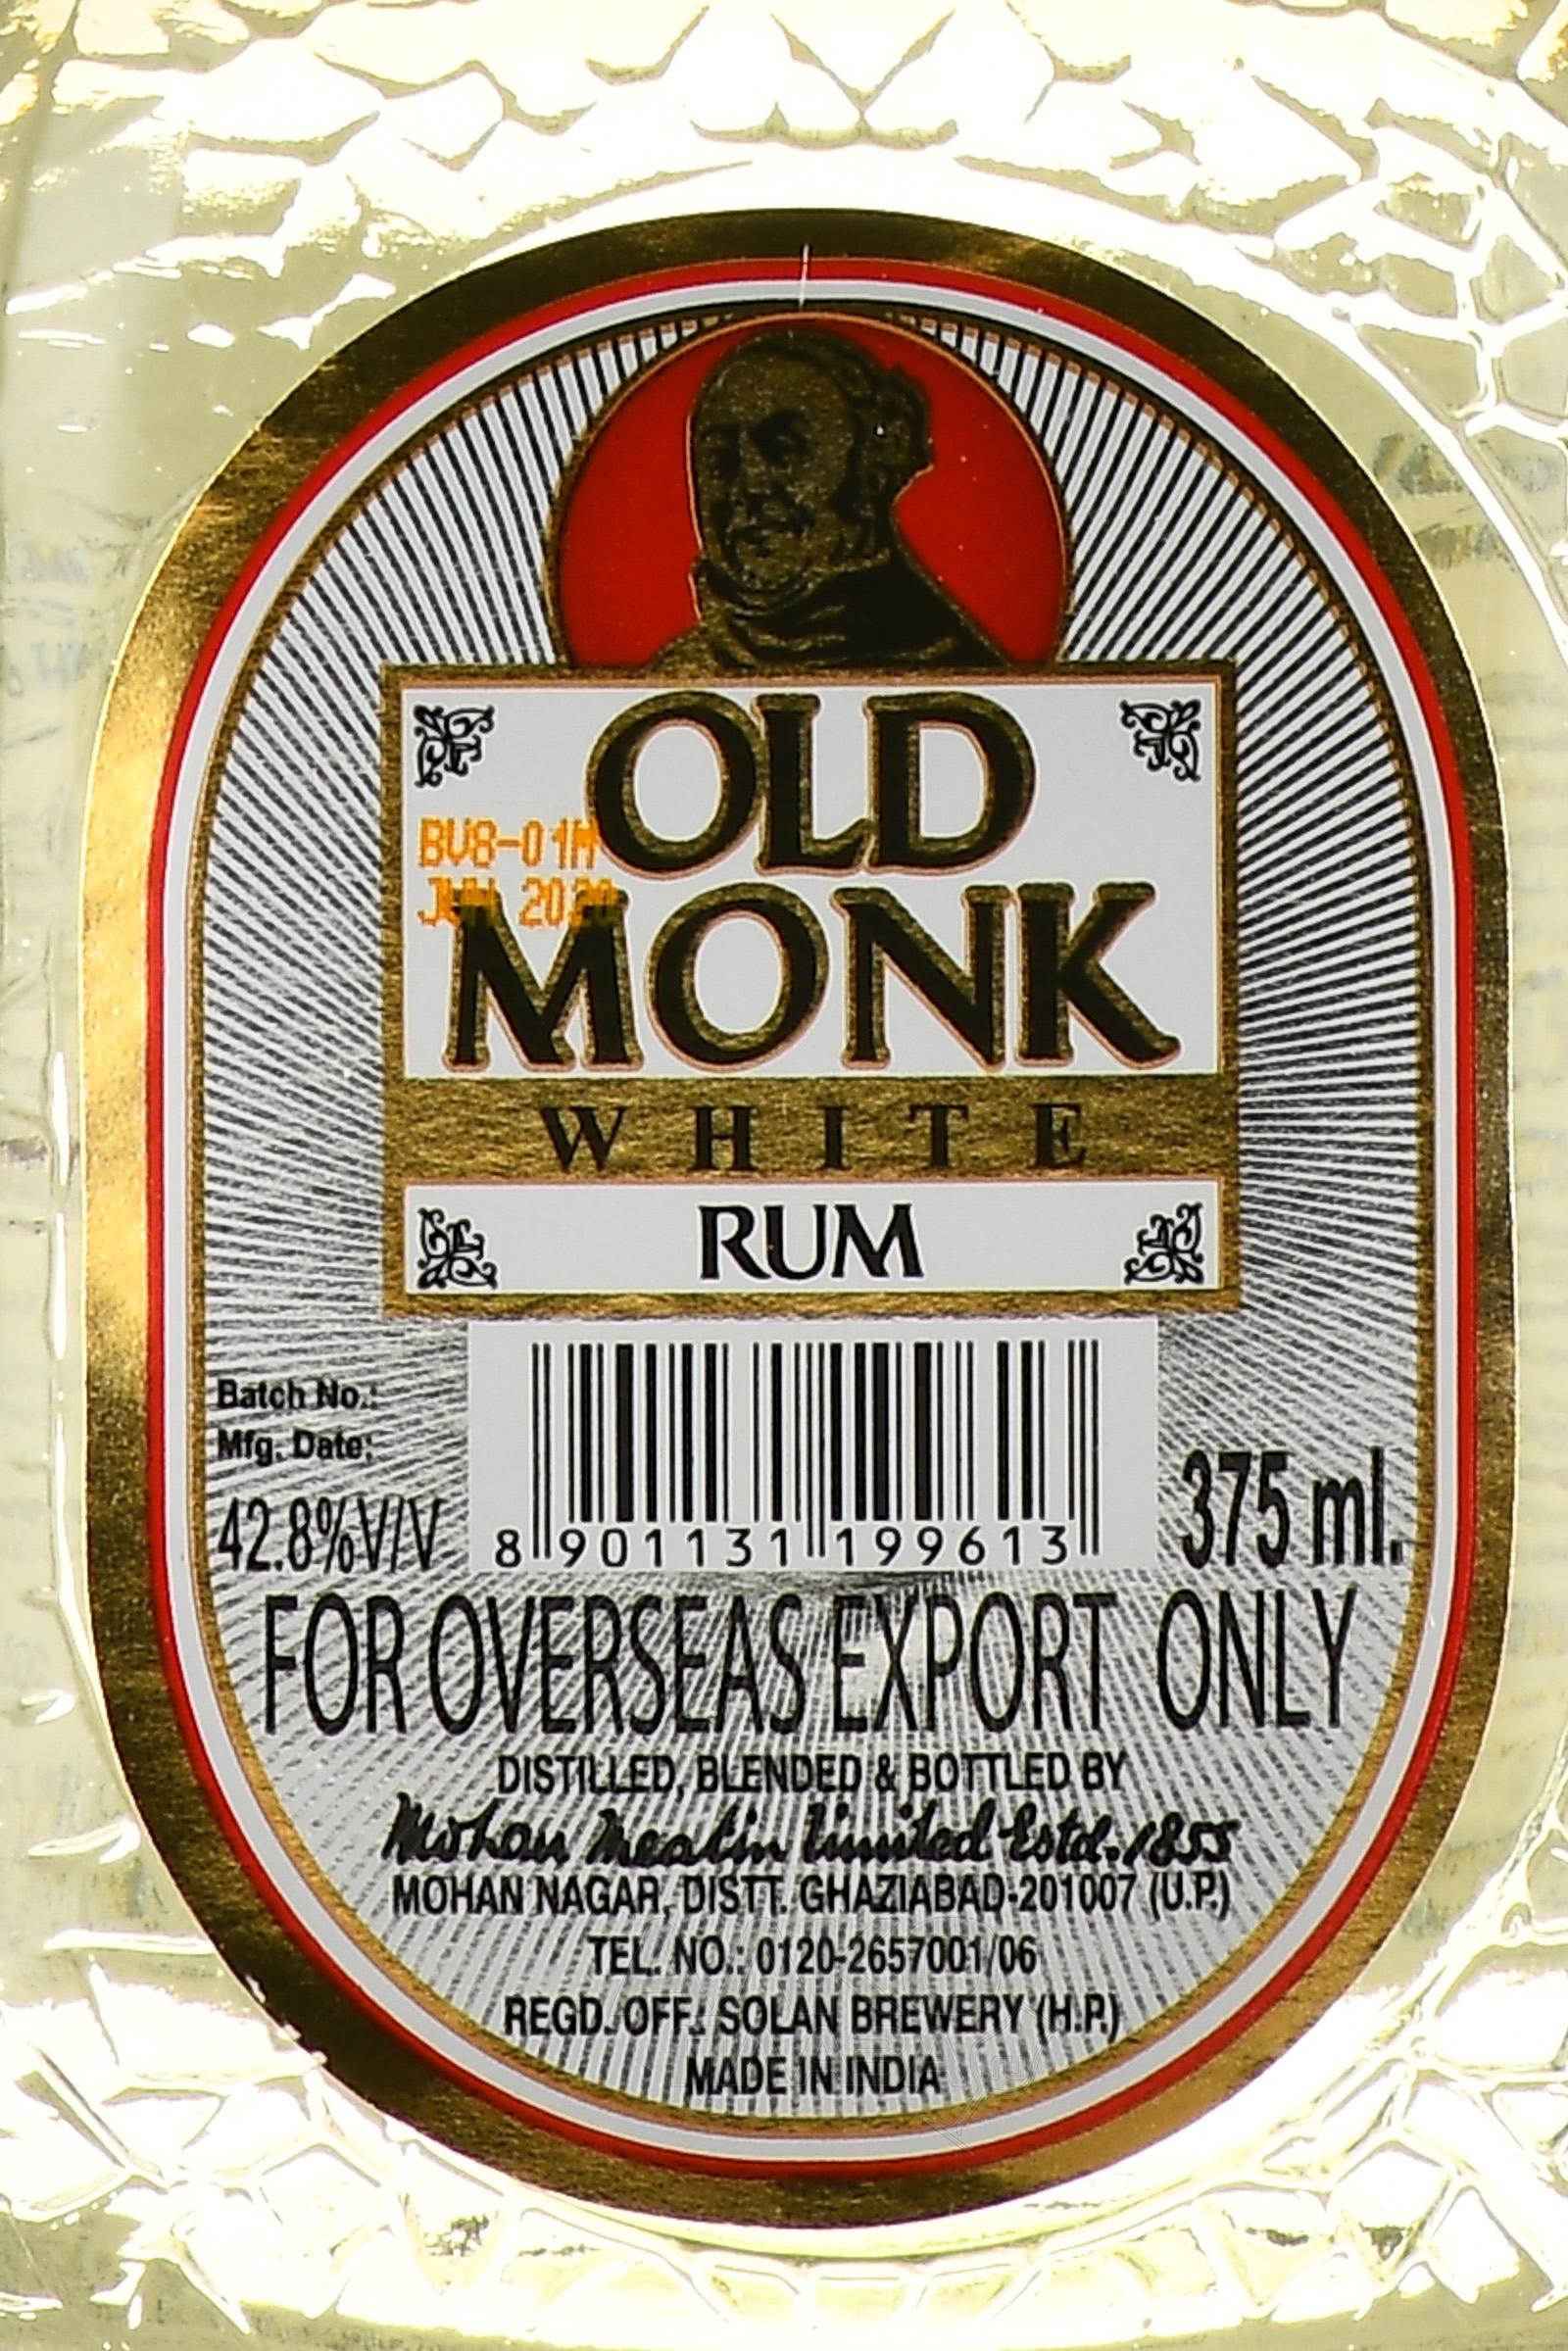 OLD
BV8-01M
MONK
WHITE
RUM
Batch No.:
Mfg. Date:
42.8%V/V
8 901131 199613
375 ml.
FOR OVERSEAS EXPORT ONLY
DISTILLED, BLENDED & BOTTLED BY
Mohan Meakin Limited Estd. 1855
MOHAN NAGAR, DISTT. GHAZIABAD-201007 (U.P.)
TEL. NO.: 0120-2657001/06
REGD. OFF.: SOLAN BREWERY (H.P.)
MADE IN INDIA